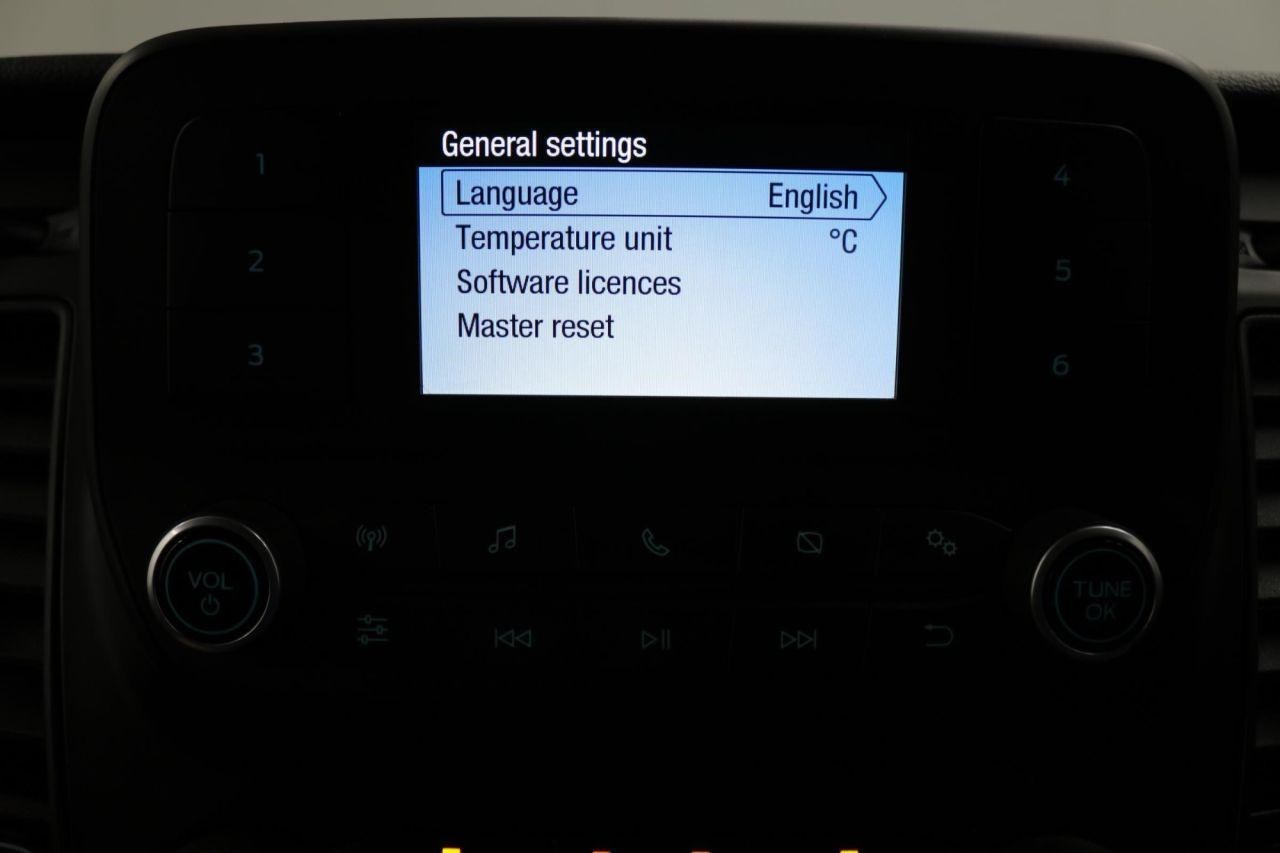 General settings
Language English
Temperature unit °C
Software licences
Master reset
1
2
3
4
5
6
VOL
TUNE
OK